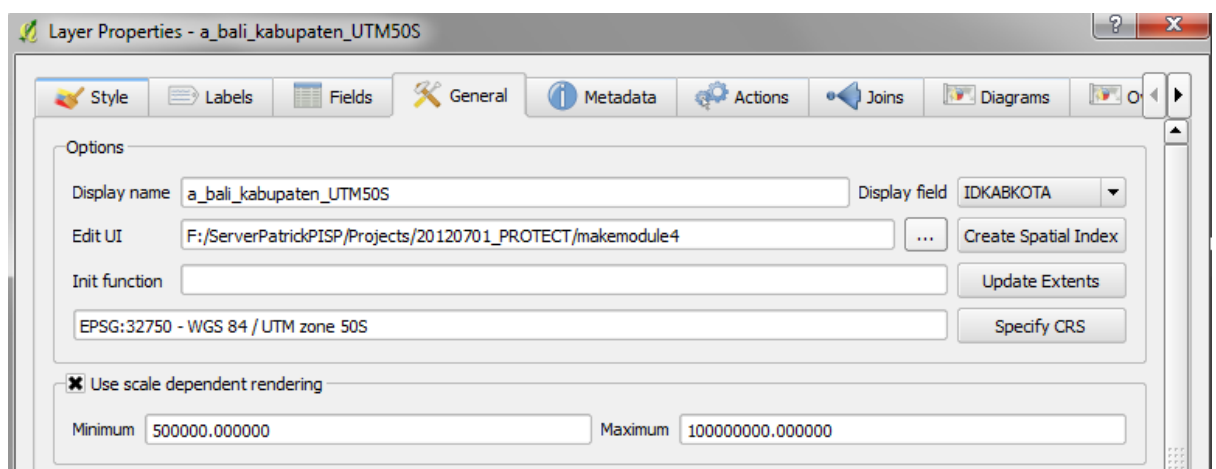 Layer Properties - a_bali_kabupaten_UTM50S
Style Labels Fields General Metadata Actions Joins Diagrams
Options
Display name a_bali_kabupaten_UTM50S Display field IDKABKOTA
Edit UI F:/ServerPatrickPISP/Projects/20120701_PROTECT/makemodule4 ... Create Spatial Index
Init function Update Extents
EPSG:32750 - WGS 84 / UTM zone 50S Specify CRS
Use scale dependent rendering
Minimum 500000.000000 Maximum 100000000.000000